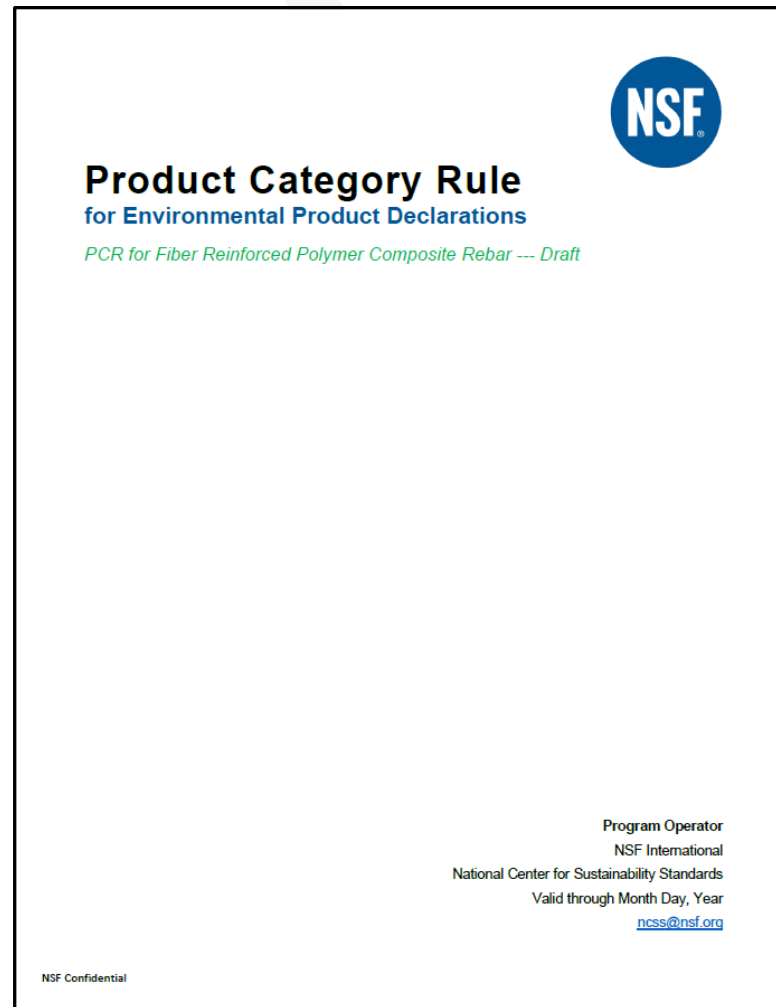 NSF®
Product Category Rule
for Environmental Product Declarations
PCR for Fiber Reinforced Polymer Composite Rebar --- Draft
Program Operator
NSF International
National Center for Sustainability Standards
Valid through Month Day, Year
ncss@nsf.org
NSF Confidential